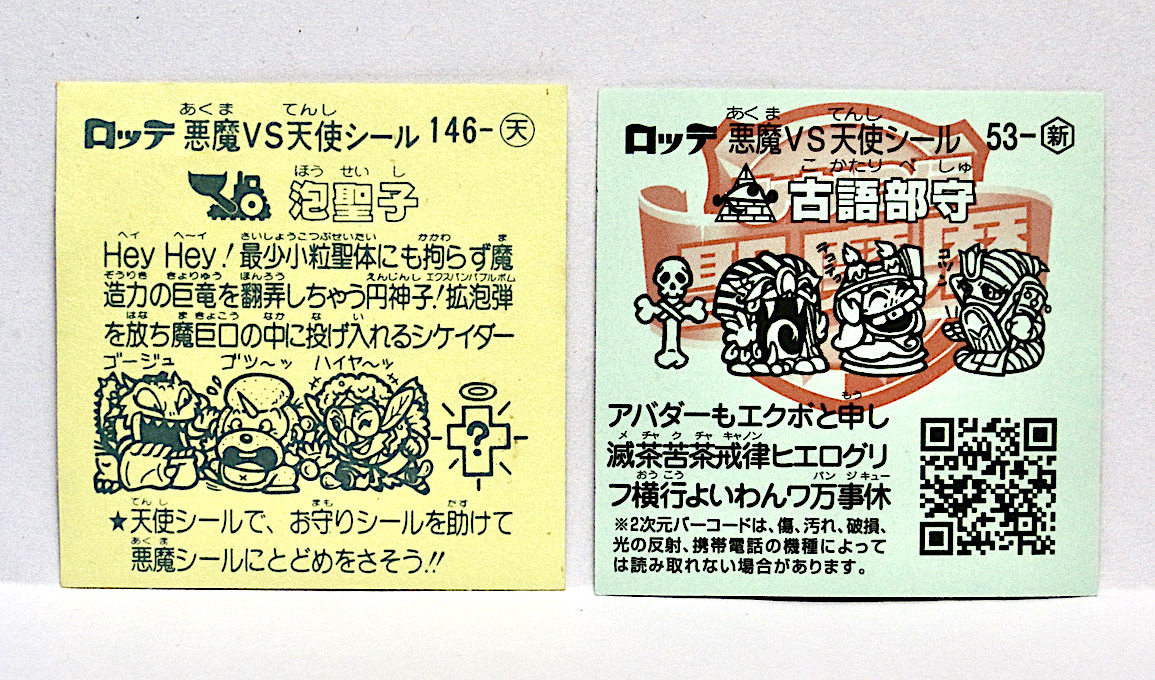 あくま てんし
ロッテ 悪魔VS天使シール 146-天
ほうせいし
泡聖子
ヘイ ヘ〜イ さいしょうこつぶせいたい かかわ ま
Hey Hey! 最少小粒聖体にも拘らず魔
ぞうりき きょりゅう ほんろう えんじんし エクスパンバブルボム
造力の巨竜を翻弄しちゃう円神子!拡泡弾
はな ま きょこう なか な い
を放ち魔巨口の中に投げ入れるシケイダー
ゴージュ ゴツ〜ッ ハイヤ〜ッ
?
てんし まも たす
★天使シールで、お守りシールを助けて
あくま
悪魔シールにとどめをさそう!!
あくま てんし
ロッテ 悪魔VS天使シール 53-新
こ かたり べ しゅ
古語部守
聖魔暦
コツン
もう
アバダーもエクボと申し
メ チャ ク チャ キャノン
滅茶苦茶戒律ヒエログリ
おうこう バン ジキュー
フ横行よいわんワ万事休
※2次元バーコードは、傷、汚れ、破損、
光の反射、携帯電話の機種によって
は読み取れない場合があります。